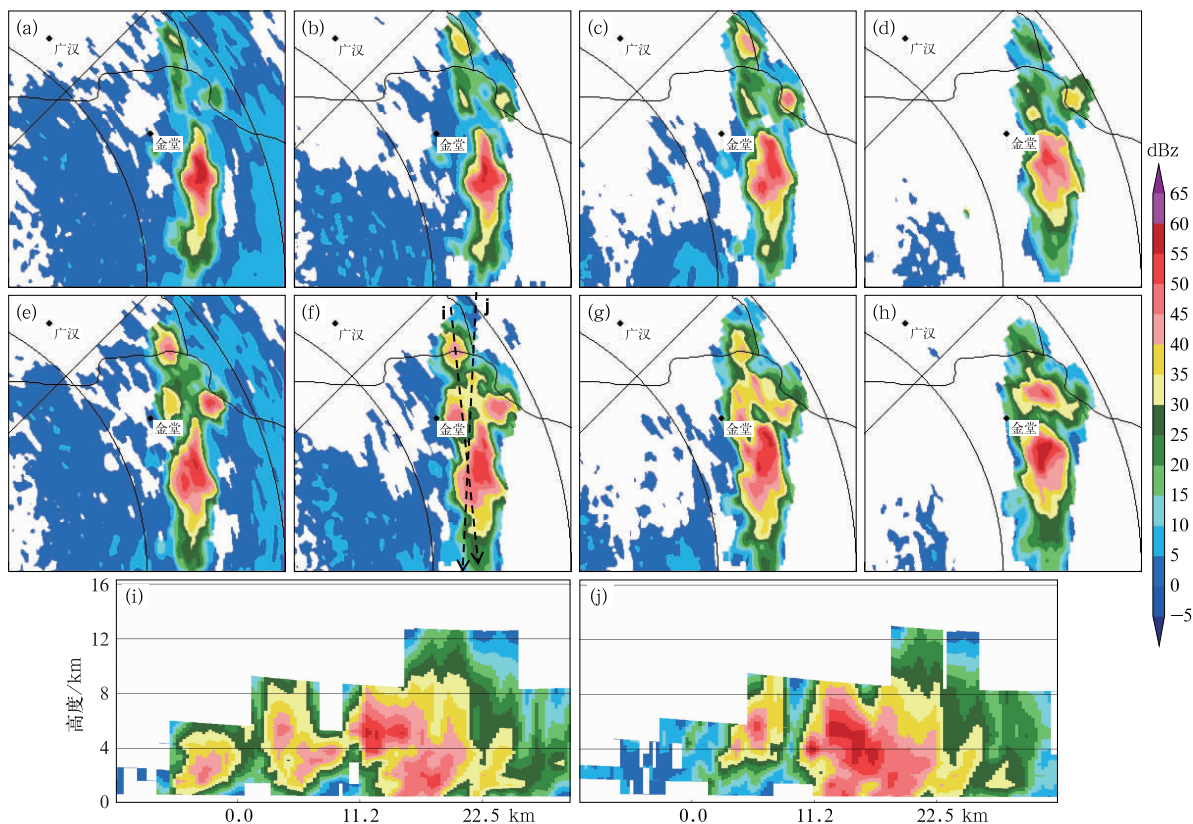 (a)
广汉
金堂
(b)
广汉
金堂
(c)
广汉
金堂
(d)
广汉
金堂
dBz
65
60
55
50
45
40
35
30
25
20
15
10
5
0
−5
(e)
广汉
金堂
(f)
i
j
广汉
金堂
(g)
广汉
金堂
(h)
广汉
金堂
高度/km
16
12
8
4
0
(i)
0.0 11.2 22.5 km
(j)
0.0 11.2 22.5 km